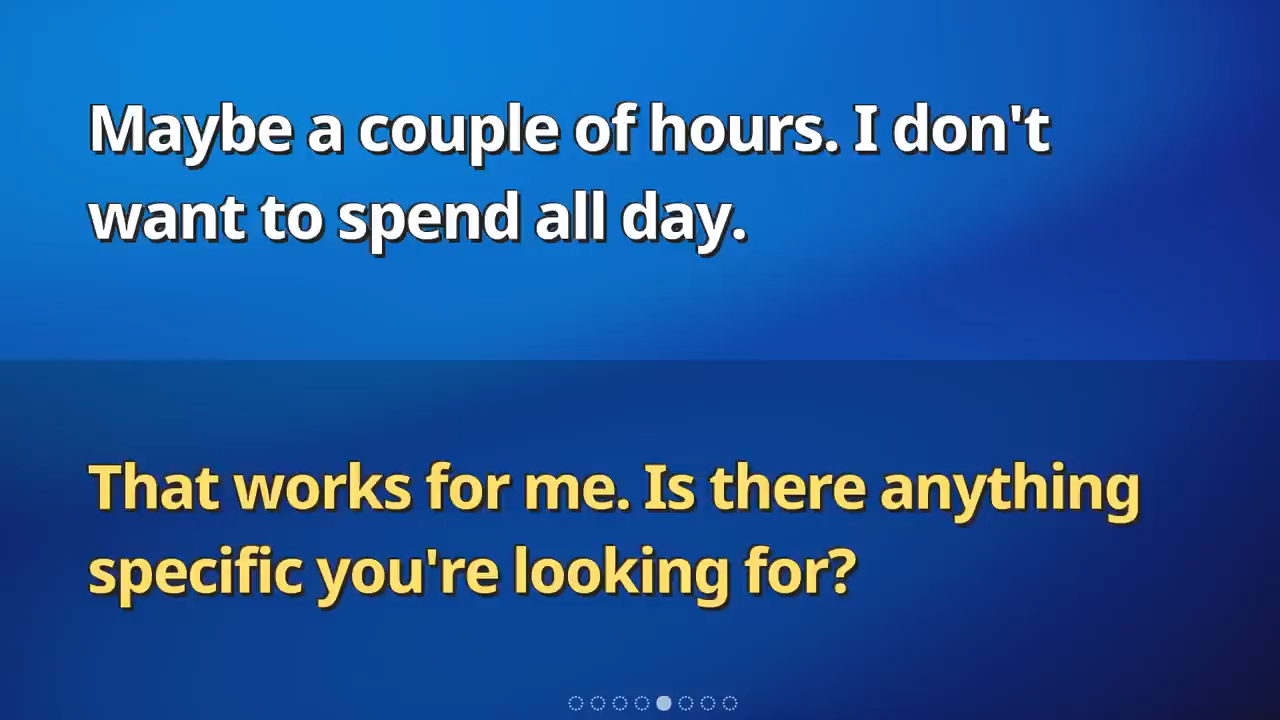 Maybe a couple of hours. I don't
want to spend all day.
That works for me. Is there anything
specific you're looking for?